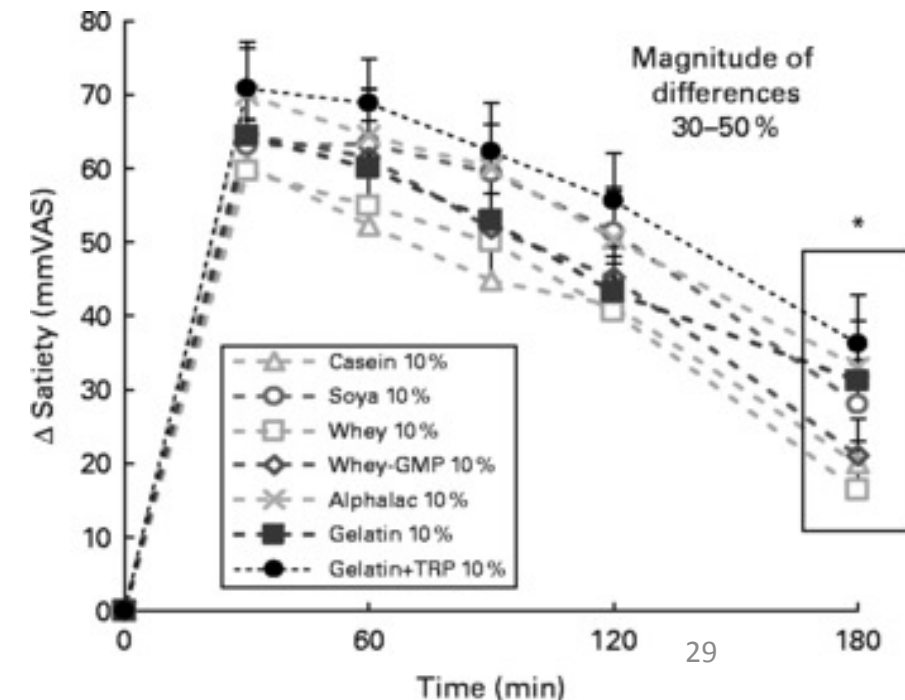 80
70
60
50
40
30
20
10
0
Δ Satiety (mmVAS)
Magnitude of
differences
30–50 %
*
Casein 10 %
Soya 10 %
Whey 10 %
Whey-GMP 10 %
Alphalac 10 %
Gelatin 10 %
Gelatin+TRP 10 %
0 60 120 180
29
Time (min)